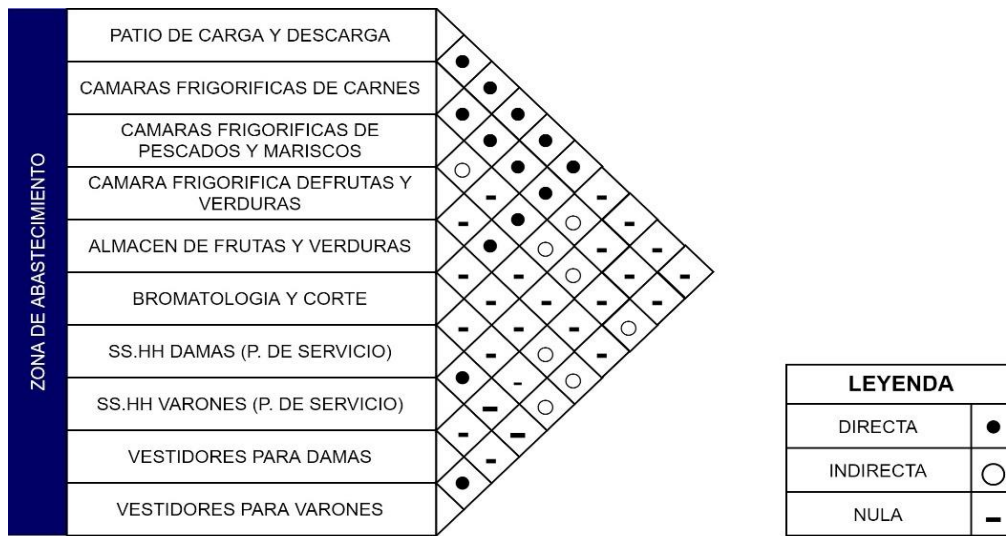 ZONA DE ABASTECIMIENTO
PATIO DE CARGA Y DESCARGA
CAMARAS FRIGORIFICAS DE CARNES
CAMARAS FRIGORIFICAS DE
PESCADOS Y MARISCOS
CAMARA FRIGORIFICA DEFRUTAS Y
VERDURAS
ALMACEN DE FRUTAS Y VERDURAS
BROMATOLOGIA Y CORTE
SS.HH DAMAS (P. DE SERVICIO)
SS.HH VARONES (P. DE SERVICIO)
VESTIDORES PARA DAMAS
VESTIDORES PARA VARONES
LEYENDA
DIRECTA
INDIRECTA
NULA